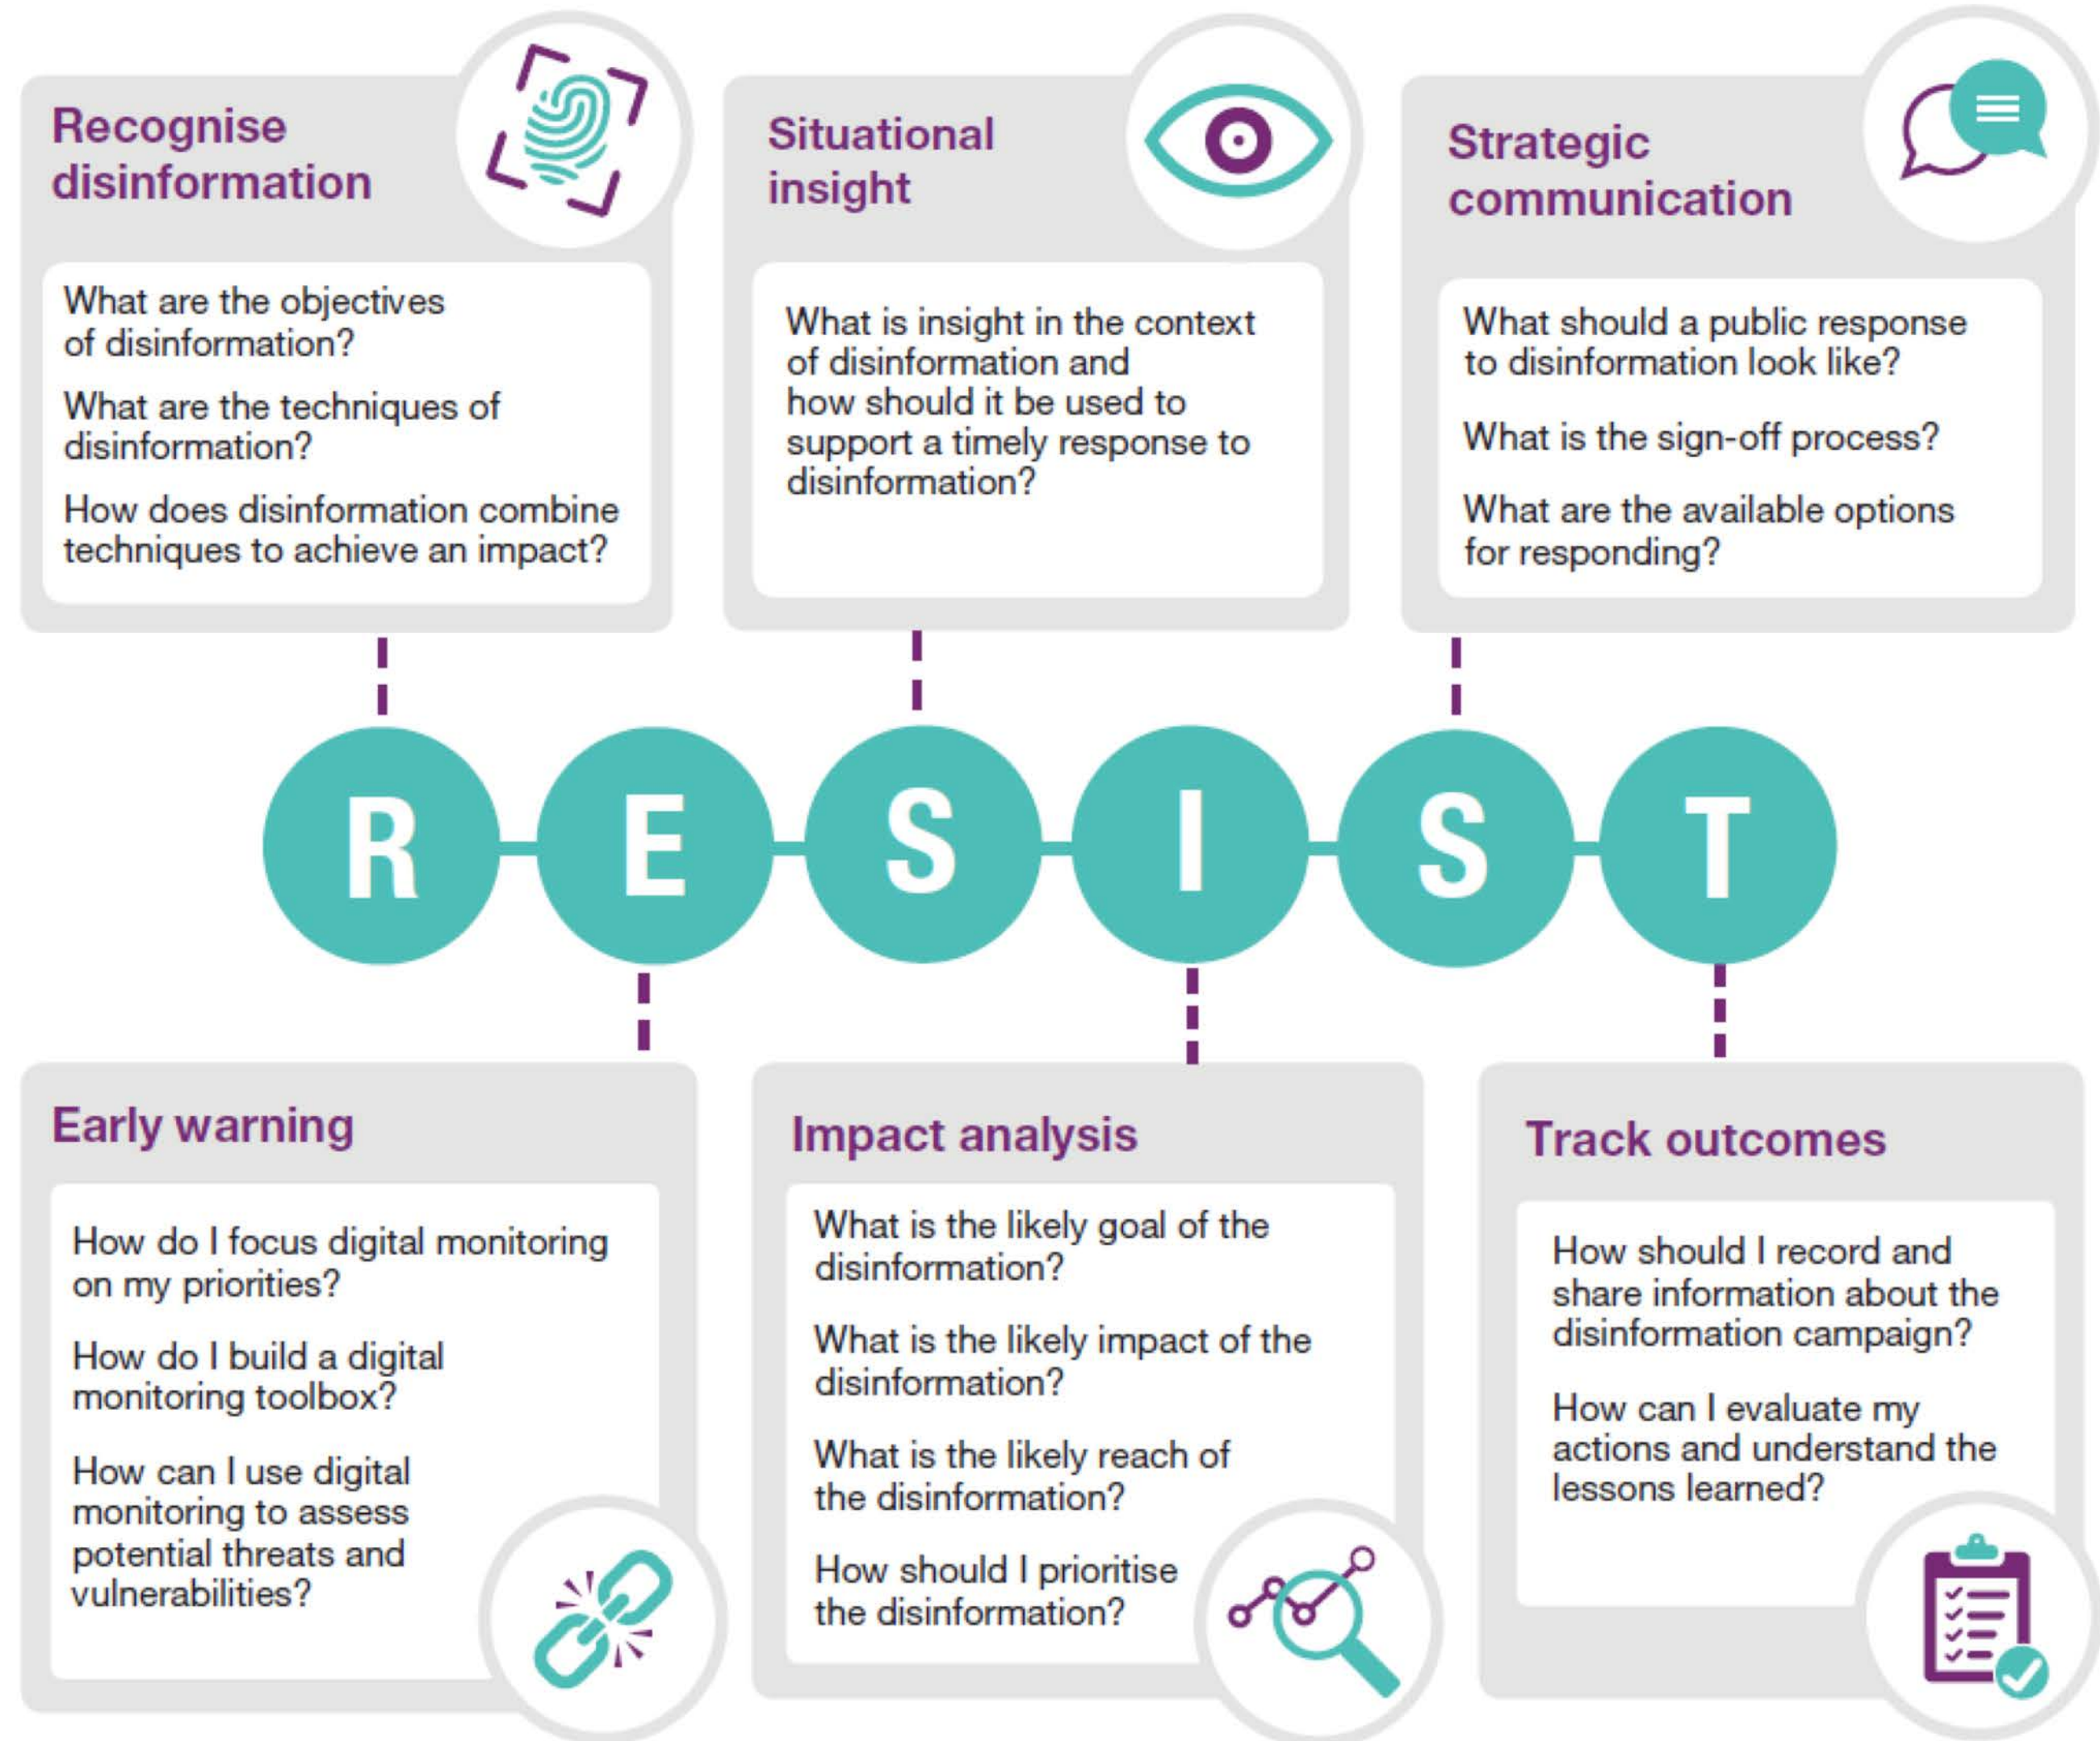 Recognise
disinformation
What are the objectives
of disinformation?
What are the techniques of
disinformation?
How does disinformation combine
techniques to achieve an impact?
Situational
insight
What is insight in the context
of disinformation and
how should it be used to
support a timely response to
disinformation?
Strategic
communication
What should a public response
to disinformation look like?
What is the sign-off process?
What are the available options
for responding?
R E S I S T
Early warning
How do I focus digital monitoring
on my priorities?
How do I build a digital
monitoring toolbox?
How can I use digital
monitoring to assess
potential threats and
vulnerabilities?
Impact analysis
What is the likely goal of the
disinformation?
What is the likely impact of the
disinformation?
What is the likely reach of
the disinformation?
How should I prioritise
the disinformation?
Track outcomes
How should I record and
share information about the
disinformation campaign?
How can I evaluate my
actions and understand the
lessons learned?